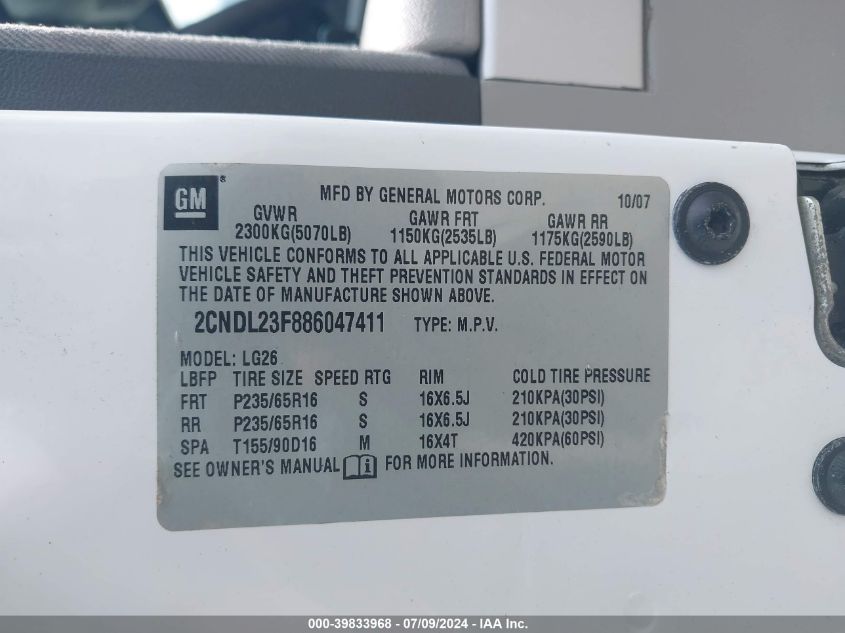 GM ® MFD BY GENERAL MOTORS CORP. 10/07
GVWR GAWR FRT GAWR RR
2300KG(5070LB) 1150KG(2535LB) 1175KG(2590LB)
THIS VEHICLE CONFORMS TO ALL APPLICABLE U.S. FEDERAL MOTOR
VEHICLE SAFETY AND THEFT PREVENTION STANDARDS IN EFFECT ON
THE DATE OF MANUFACTURE SHOWN ABOVE.
2CNDL23F886047411 TYPE: M.P.V.
MODEL: LG26
LBFP TIRE SIZE SPEED RTG RIM COLD TIRE PRESSURE
FRT P235/65R16 S 16X6.5J 210KPA(30PSI)
RR P235/65R16 S 16X6.5J 210KPA(30PSI)
SPA T155/90D16 M 16X4T 420KPA(60PSI)
SEE OWNER'S MANUAL i FOR MORE INFORMATION.
000-39833968 - 07/09/2024 - IAA Inc.